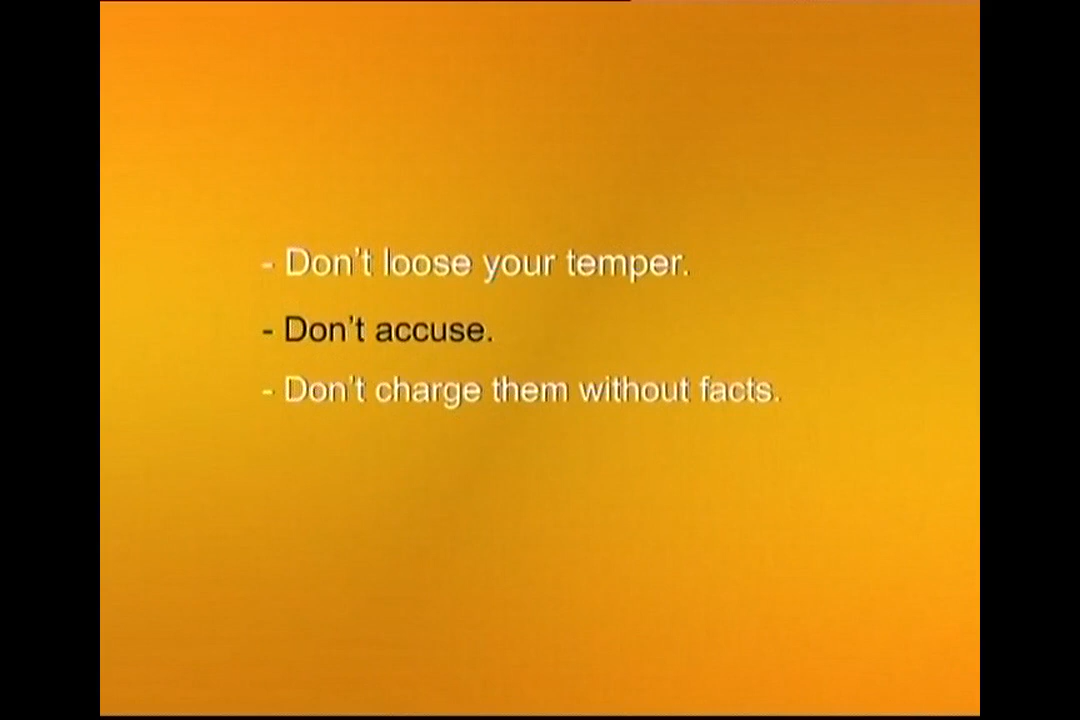 - Don't loose your temper.
- Don't accuse.
- Don't charge them without facts.